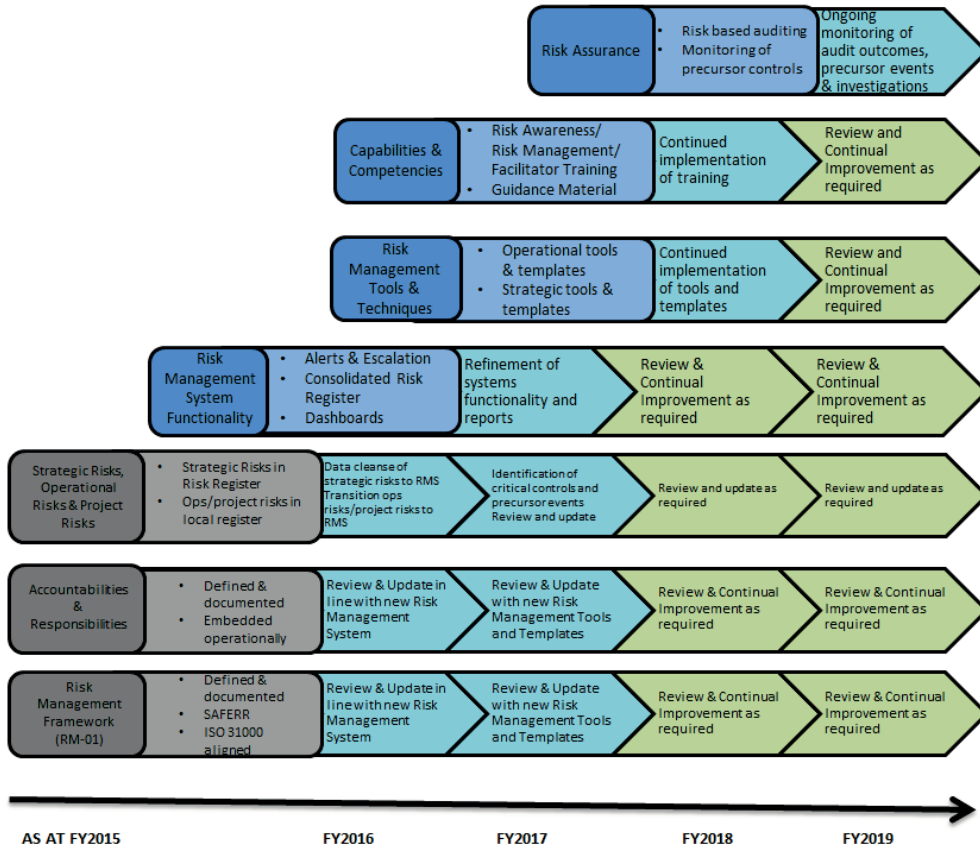 Risk Assurance
• Risk based auditing
• Monitoring of
precursor controls
Ongoing
monitoring of
audit outcomes,
precursor events
& investigations
Capabilities &
Competencies
• Risk Awareness/
Risk Management/
Facilitator Training
• Guidance Material
Continued
implementation
of training
Review and
Continual
Improvement as
required
Risk
Management
Tools &
Techniques
• Operational tools
& templates
• Strategic tools &
templates
Continued
implementation
of tools and
templates
Review and
Continual
Improvement as
required
Risk
Management
System
Functionality
• Alerts & Escalation
• Consolidated Risk
Register
• Dashboards
Refinement of
systems
functionality and
reports
Review &
Continual
Improvement as
required
Review &
Continual
Improvement as
required
Strategic Risks,
Operational
Risks & Project
Risks
• Strategic Risks in
Risk Register
• Ops/project risks in
local register
Data cleanse of
strategic risks to RMS
Transition ops
risks/project risks to
RMS
Identification of
critical controls and
precursor events
Review and update
Review and update as
required
Review and update as
required
Accountabilities
&
Responsibilities
• Defined &
documented
• Embedded
operationally
Review & Update in
line with new Risk
Management
System
Review & Update
with new Risk
Management Tools
and Templates
Review & Continual
Improvement as
required
Review & Continual
Improvement as
required
Risk
Management
Framework
(RM-01)
• Defined &
documented
• SAFERR
• ISO 31000
aligned
Review & Update in
line with new Risk
Management
System
Review & Update
with new Risk
Management Tools
and Templates
Review & Continual
Improvement as
required
Review & Continual
Improvement as
required
AS AT FY2015
FY2016
FY2017
FY2018
FY2019